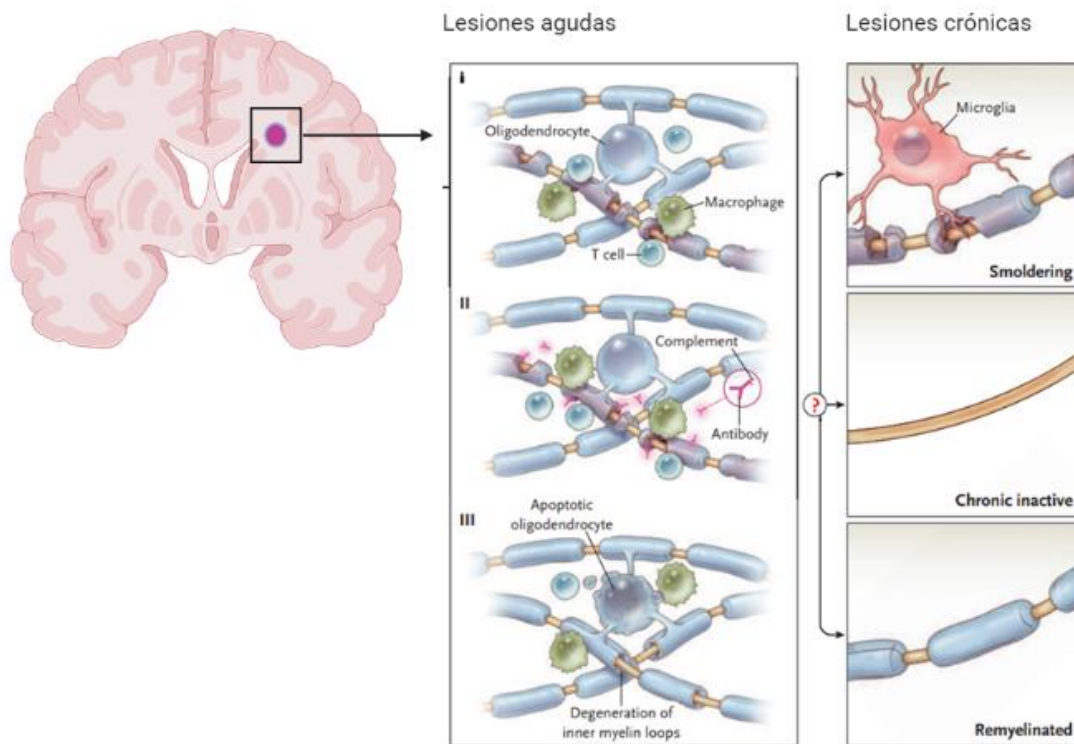 Lesiones agudas
Lesiones crónicas
I
Oligodendrocyte
Macrophage
T cell
II
Complement
Antibody
III
Apoptotic
oligodendrocyte
Degeneration of
inner myelin loops
?
Microglia
Smoldering
Chronic inactive
Remyelinated